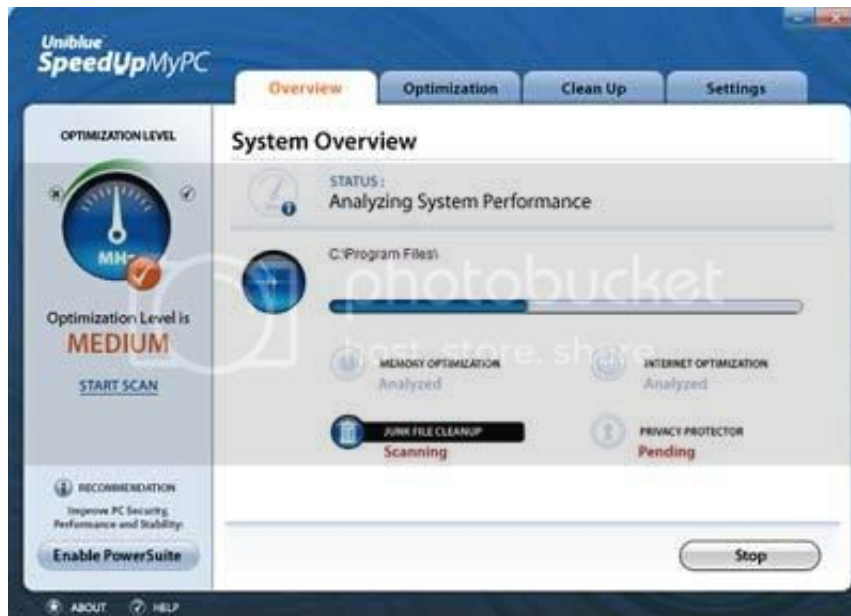 Uniblue
SpeedUpMyPC
Overview
Optimization
Clean Up
Settings
OPTIMIZATION LEVEL
MHz
Optimization Level is
MEDIUM
START SCAN
RECOMMENDATION
Improve PC Security,
Performance and Stability:
Enable PowerSuite
System Overview
STATUS :
Analyzing System Performance
C:\Program Files\
photobucket
host. store. share.
MEMORY OPTIMIZATION
Analyzed
INTERNET OPTIMIZATION
Analyzed
JUNK FILE CLEANUP
Scanning
PRIVACY PROTECTOR
Pending
Stop
ABOUT
HELP